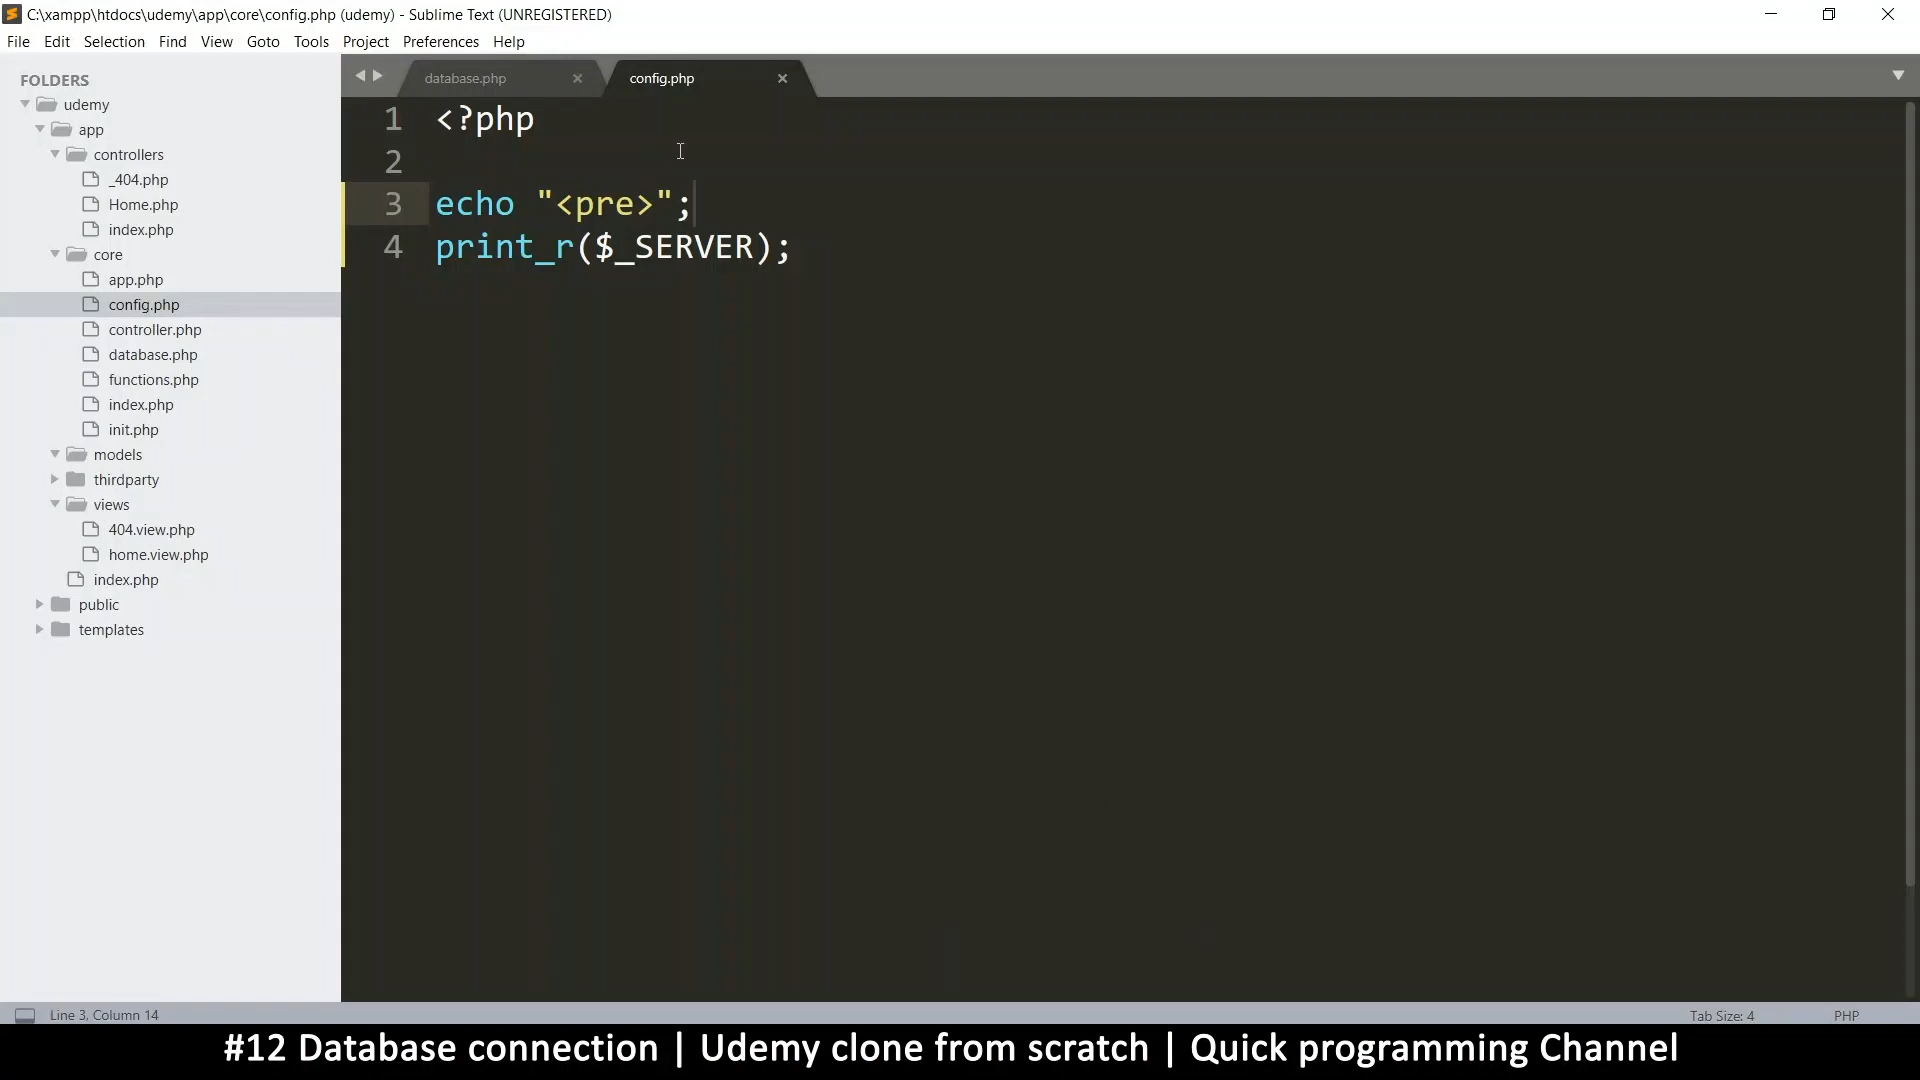 C:\xampp\htdocs\udemy\app\core\config.php (udemy) - Sublime Text (UNREGISTERED)
File Edit Selection Find View Goto Tools Project Preferences Help
FOLDERS
udemy
app
controllers
_404.php
Home.php
index.php
core
app.php
config.php
controller.php
database.php
functions.php
index.php
init.php
models
thirdparty
views
404.view.php
home.view.php
index.php
public
templates
database.php config.php
1 <?php
2
3 echo "<pre>";
4 print_r($_SERVER);
Line 3, Column 14
Tab Size: 4 PHP
#12 Database connection | Udemy clone from scratch | Quick programming Channel